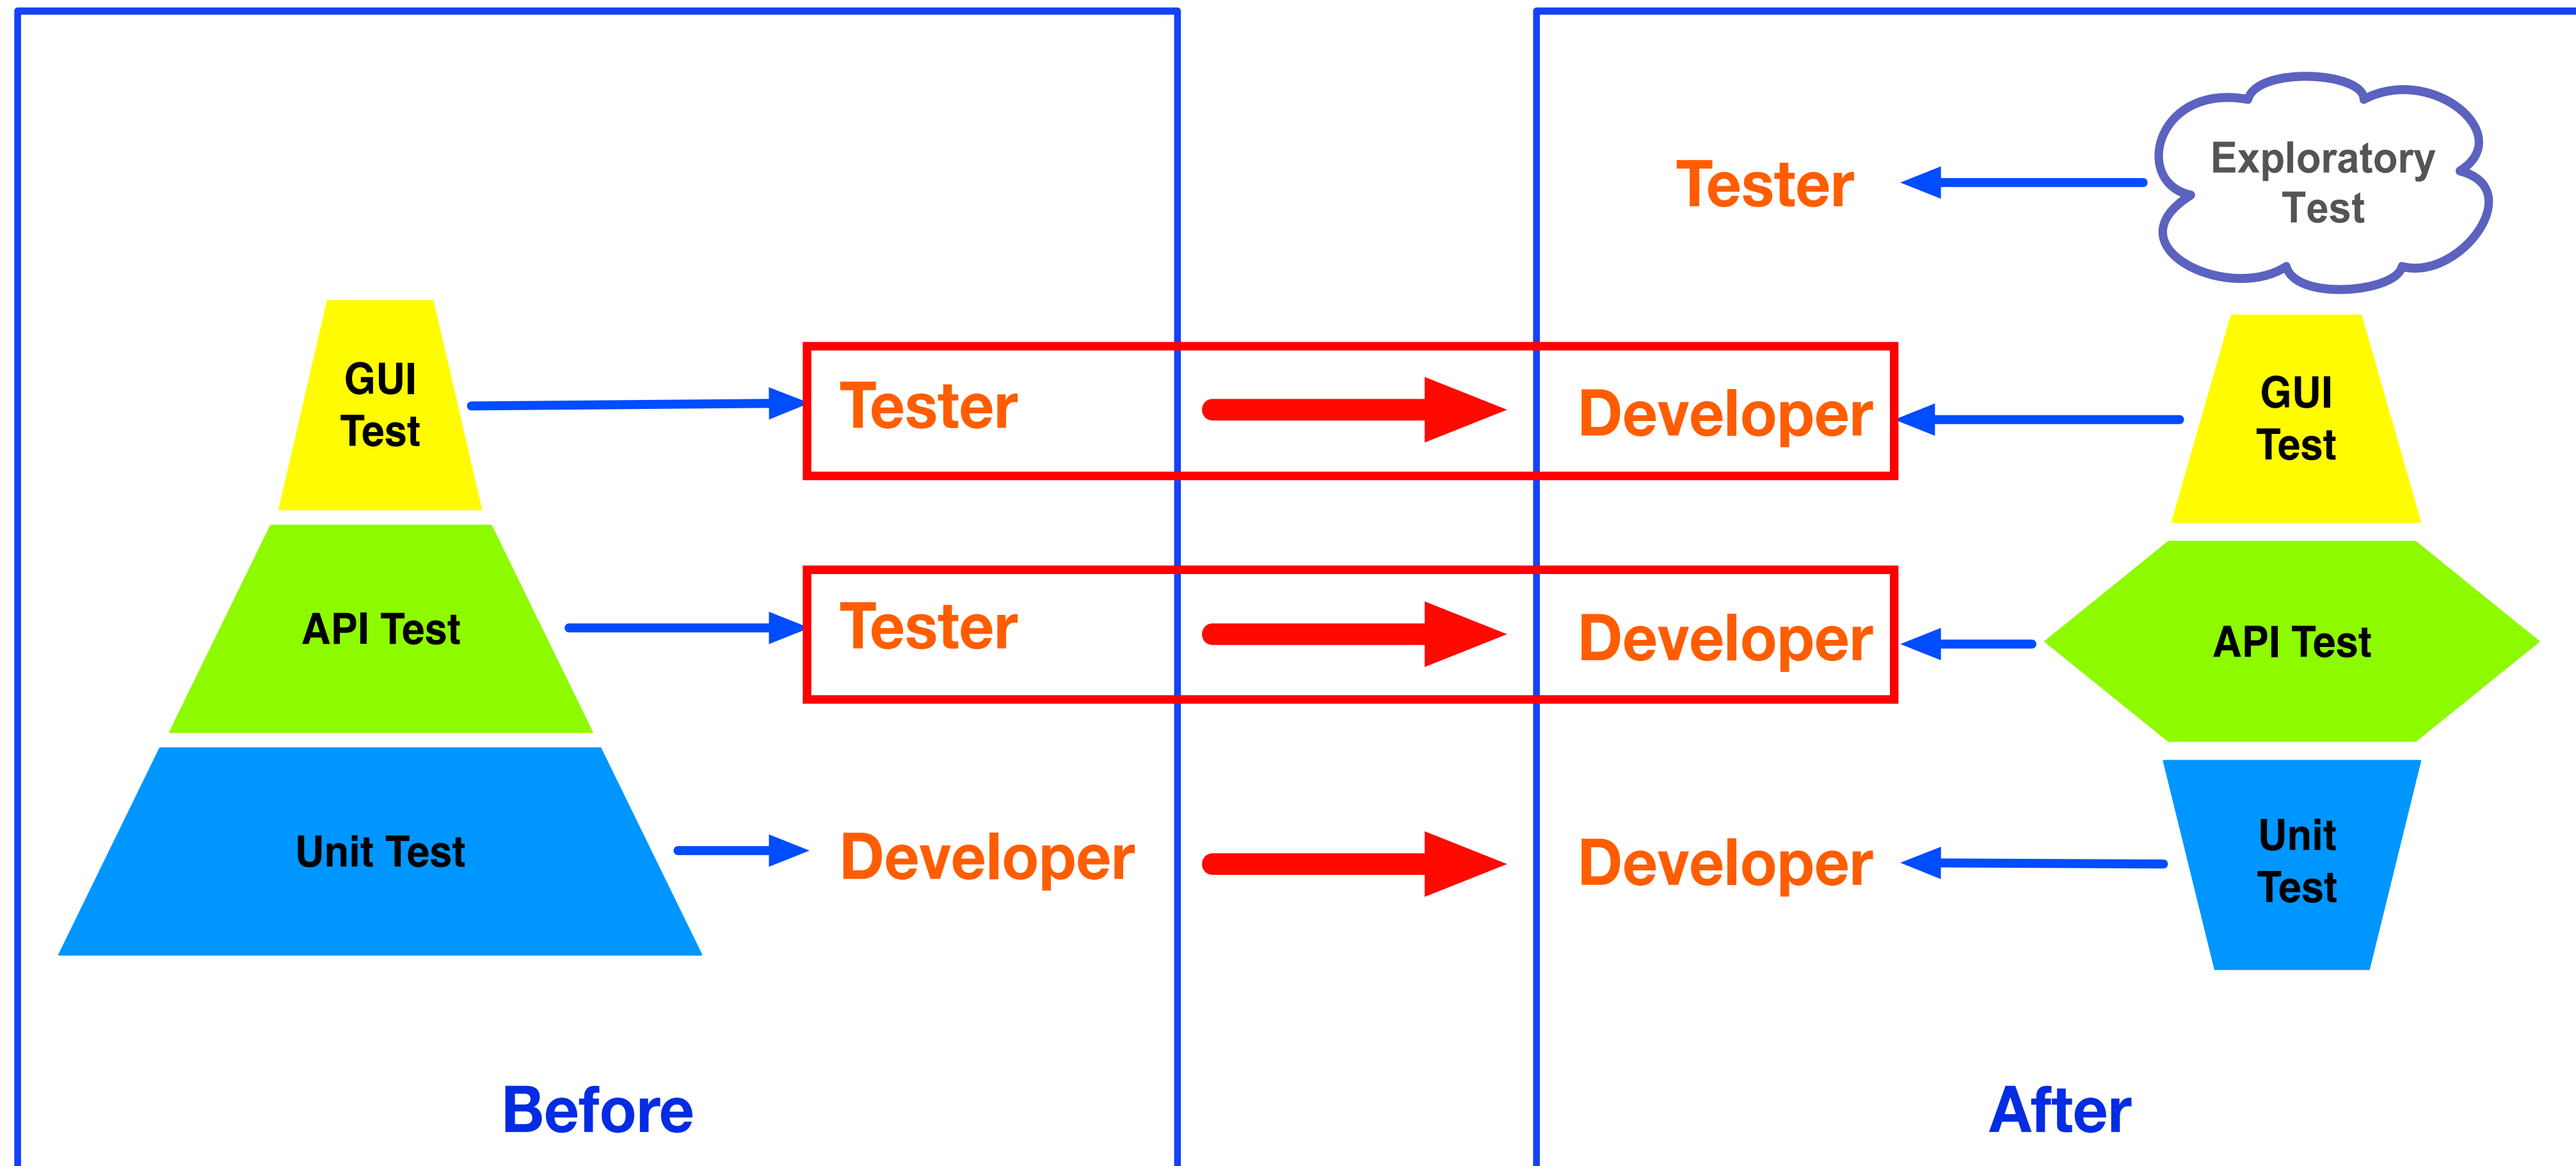 Exploratory
Test
Tester
GUI
Test
Tester
Developer
GUI
Test
API Test
Tester
Developer
API Test
Unit Test
Developer
Developer
Unit
Test
Before
After